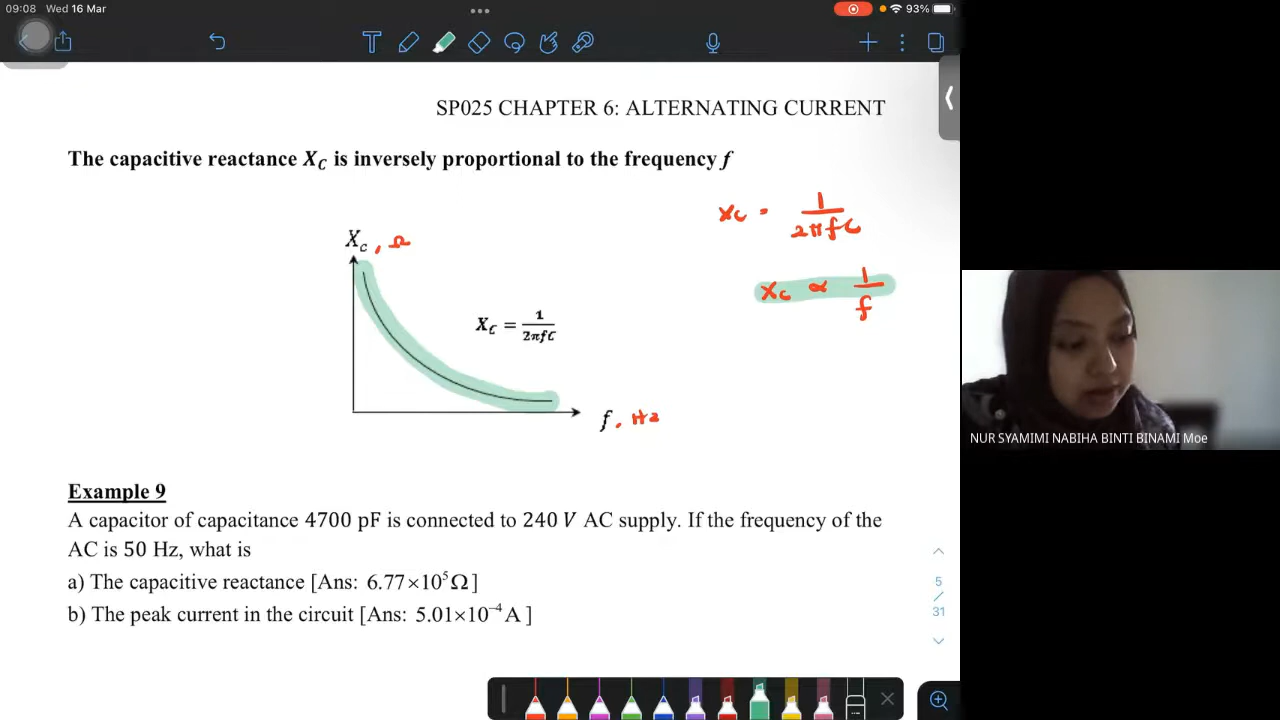 09:08 Wed 16 Mar
93%
SP025 CHAPTER 6: ALTERNATING CURRENT
The capacitive reactance X_C is inversely proportional to the frequency f
X_C = 1/2πfC
X_C ∝ 1/f
X_C, Ω
X_C = 1/2πfC
f, Hz
Example 9
A capacitor of capacitance 4700 pF is connected to 240 V AC supply. If the frequency of the
AC is 50 Hz, what is
a) The capacitive reactance [Ans: 6.77×10⁵Ω]
b) The peak current in the circuit [Ans: 5.01×10⁻⁴A ]
5
/
31
NUR SYAMIMI NABIHA BINTI BINAMI Moe